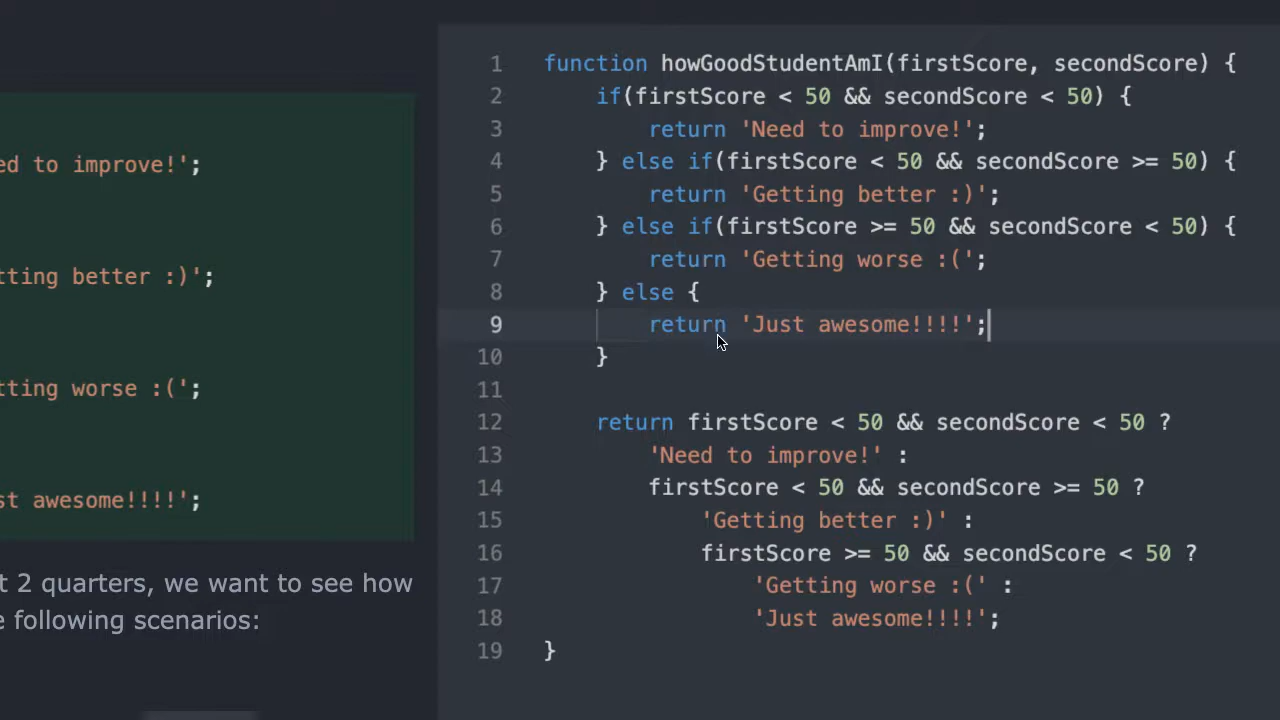 ed to improve!';
tting better :)';
tting worse :(';
st awesome!!!!';
t 2 quarters, we want to see how
e following scenarios:
1 function howGoodStudentAmI(firstScore, secondScore) {
2 if(firstScore < 50 && secondScore < 50) {
3 return 'Need to improve!';
4 } else if(firstScore < 50 && secondScore >= 50) {
5 return 'Getting better :)';
6 } else if(firstScore >= 50 && secondScore < 50) {
7 return 'Getting worse :(';
8 } else {
9 return 'Just awesome!!!!';
10 }
11
12 return firstScore < 50 && secondScore < 50 ?
13 'Need to improve!' :
14 firstScore < 50 && secondScore >= 50 ?
15 'Getting better :)' :
16 firstScore >= 50 && secondScore < 50 ?
17 'Getting worse :(' :
18 'Just awesome!!!!';
19 }